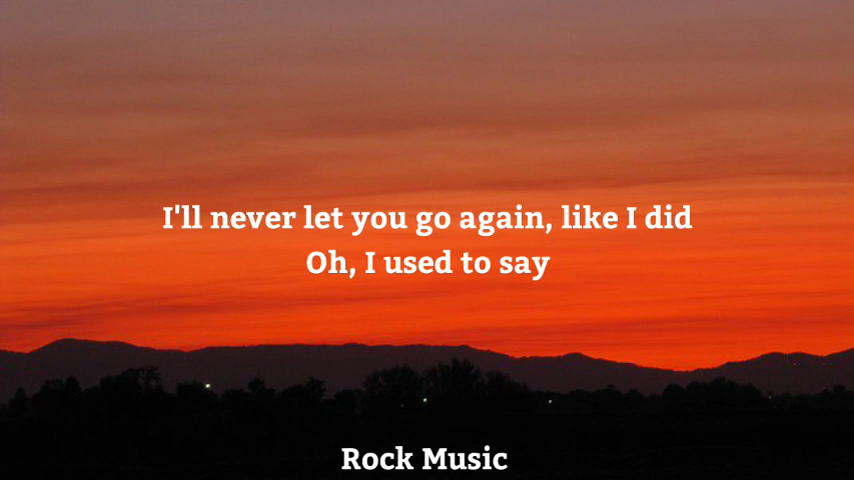 I'll never let you go again, like I did
Oh, I used to say
Rock Music